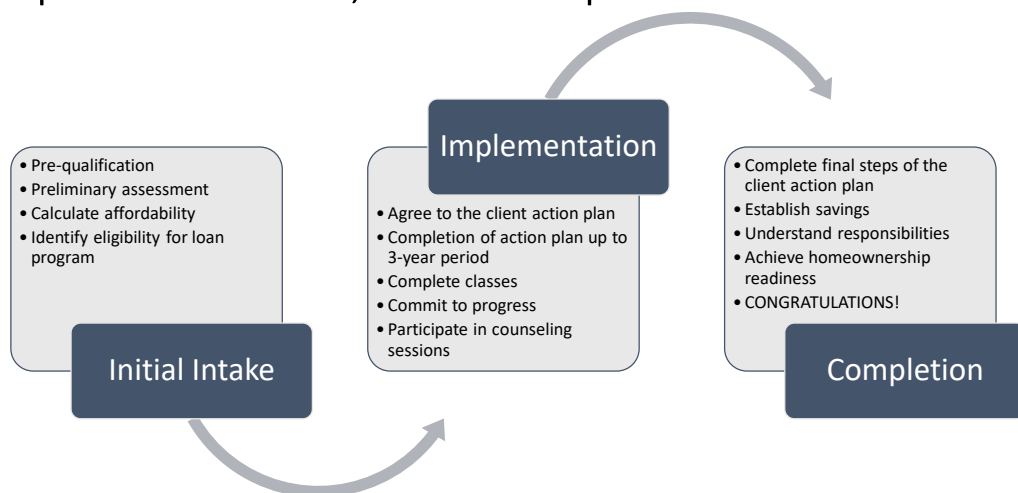 • Pre-qualification
• Preliminary assessment
• Calculate affordability
• Identify eligibility for loan
program
Initial Intake
Implementation
• Agree to the client action plan
• Completion of action plan up to
3-year period
• Complete classes
• Commit to progress
• Participate in counseling
sessions
• Complete final steps of the
client action plan
• Establish savings
• Understand responsibilities
• Achieve homeownership
readiness
• CONGRATULATIONS!
Completion